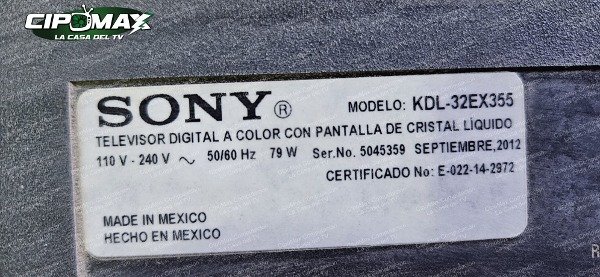 CIPOMAX
LA CASA DEL TV
SONY® MODELO: KDL-32EX355
TELEVISOR DIGITAL A COLOR CON PANTALLA DE CRISTAL LÍQUIDO
110 V - 240 V ~ 50/60 Hz 79 W Ser.No. 5045359 SEPTIEMBRE,2012
CERTIFICADO No: E-022-14-2972
MADE IN MEXICO
HECHO EN MEXICO
R